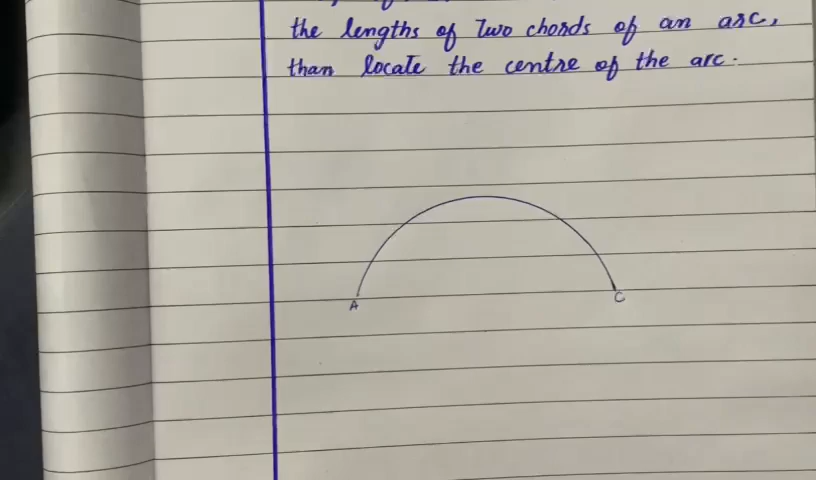 the lengths of two chords of an arc,
than locate the centre of the arc.
A
C